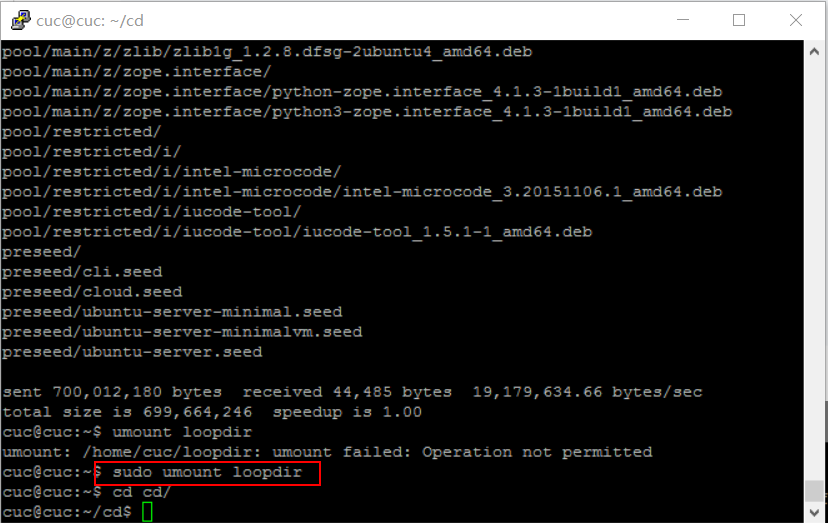 cuc@cuc: ~/cd
pool/main/z/zlib/zlib1g_1.2.8.dfsg-2ubuntu4_amd64.deb
pool/main/z/zope.interface/
pool/main/z/zope.interface/python-zope.interface_4.1.3-1build1_amd64.deb
pool/main/z/zope.interface/python3-zope.interface_4.1.3-1build1_amd64.deb
pool/restricted/
pool/restricted/i/
pool/restricted/i/intel-microcode/
pool/restricted/i/intel-microcode/intel-microcode_3.20151106.1_amd64.deb
pool/restricted/i/iucode-tool/
pool/restricted/i/iucode-tool/iucode-tool_1.5.1-1_amd64.deb
preseed/
preseed/cli.seed
preseed/cloud.seed
preseed/ubuntu-server-minimal.seed
preseed/ubuntu-server-minimalvm.seed
preseed/ubuntu-server.seed
sent 700,012,180 bytes  received 44,485 bytes  19,179,634.66 bytes/sec
total size is 699,664,246  speedup is 1.00
cuc@cuc:~$ umount loopdir
umount: /home/cuc/loopdir: umount failed: Operation not permitted
cuc@cuc:~$ sudo umount loopdir
cuc@cuc:~$ cd cd/
cuc@cuc:~/cd$